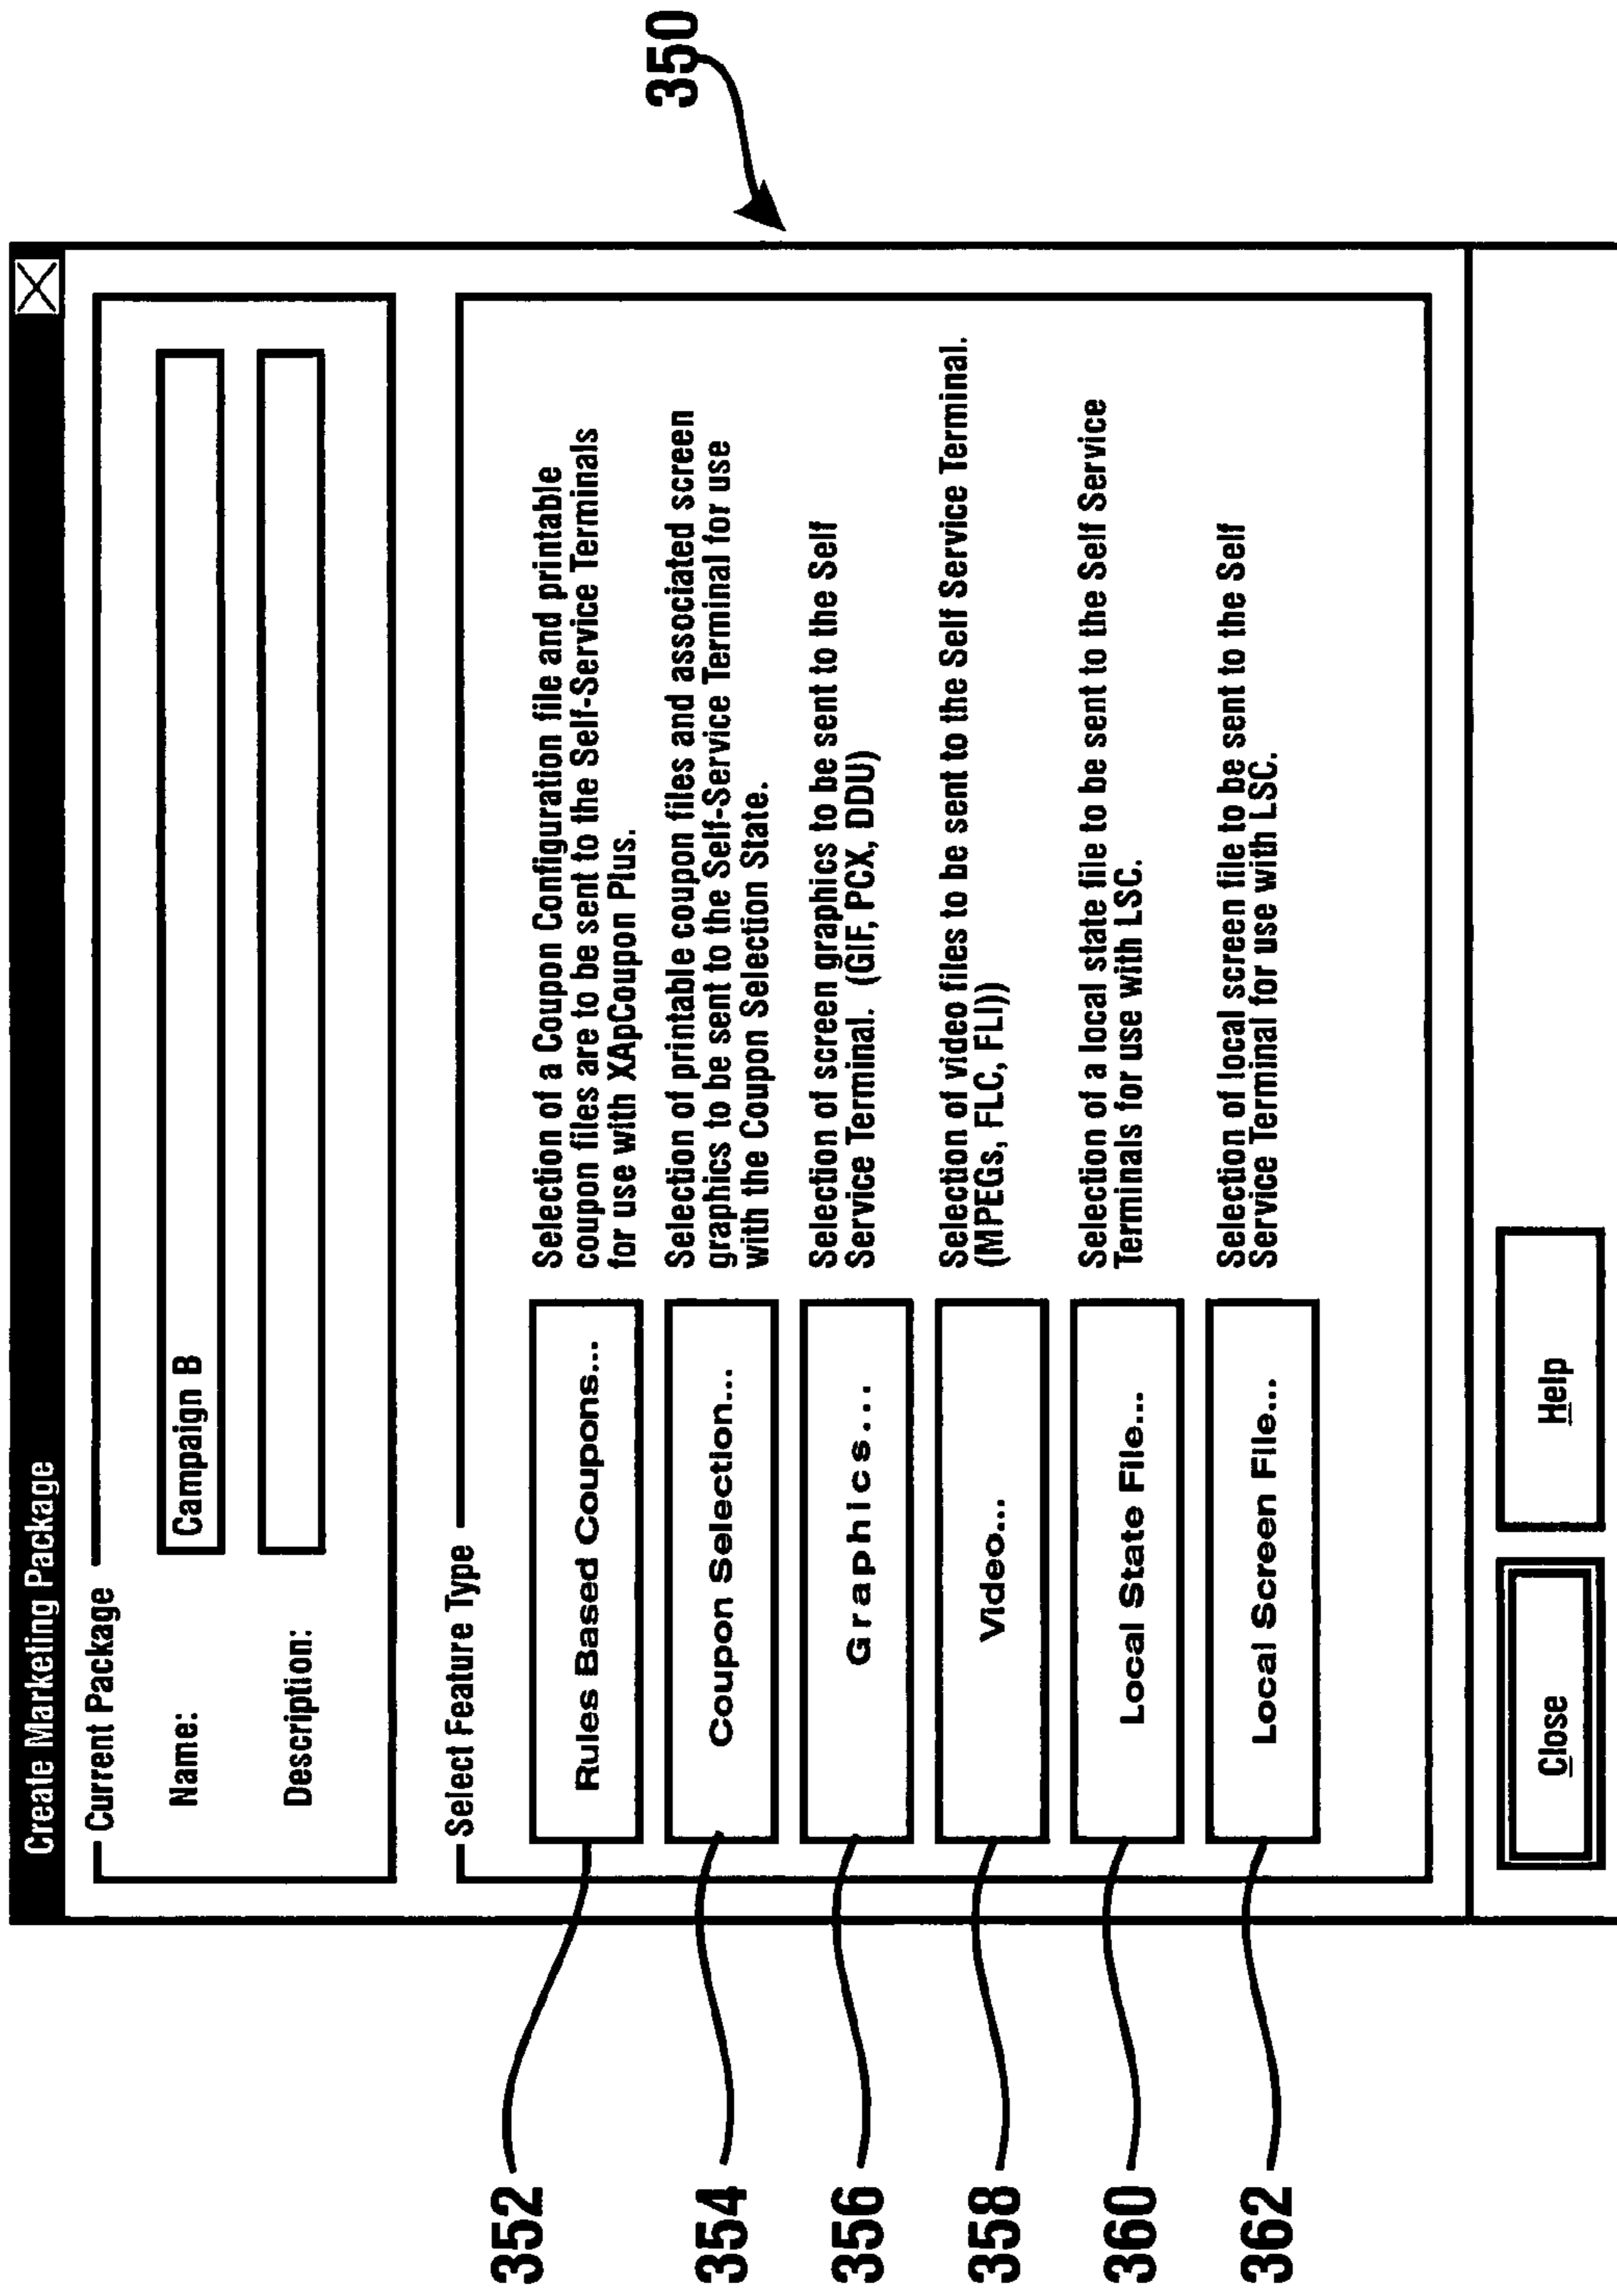 Create Marketing Package
Current Package
Name:
Campaign B
Description:
Select Feature Type
Rules Based Coupons...
Selection of a Coupon Configuration file and printable
coupon files are to be sent to the Self-Service Terminals
for use with XApCoupon Plus.
Coupon Selection...
Selection of printable coupon files and associated screen
graphics to be sent to the Self-Service Terminal for use
with the Coupon Selection State.
Graphics...
Selection of screen graphics to be sent to the Self
Service Terminal. (GIF, PCX, DDU)
Video...
Selection of video files to be sent to the Self Service Terminal.
(MPEGs, FLC, FLI))
Local State File...
Selection of a local state file to be sent to the Self Service
Terminals for use with LSC.
Local Screen File...
Selection of local screen file to be sent to the Self
Service Terminal for use with LSC.
Close
Help
350
352
354
356
358
360
362